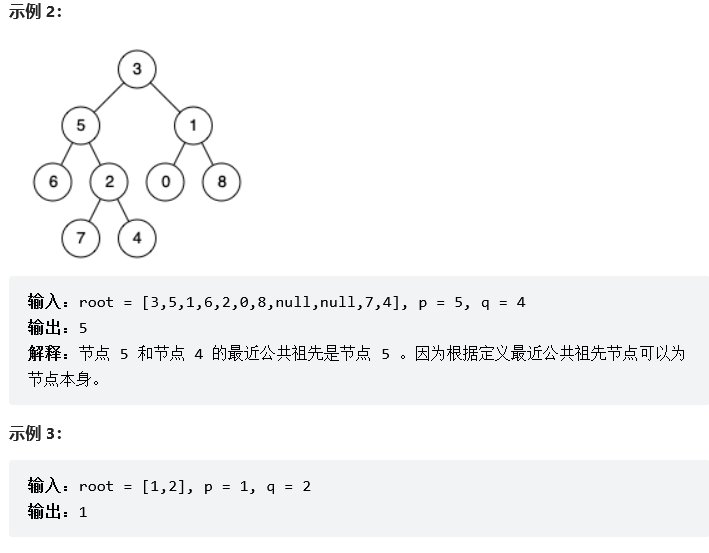 示例 2：
3
5 1
6 2 0 8
7 4
输入：root = [3,5,1,6,2,0,8,null,null,7,4], p = 5, q = 4
输出：5
解释：节点 5 和节点 4 的最近公共祖先是节点 5 。因为根据定义最近公共祖先节点可以为
节点本身。
示例 3：
输入：root = [1,2], p = 1, q = 2
输出：1